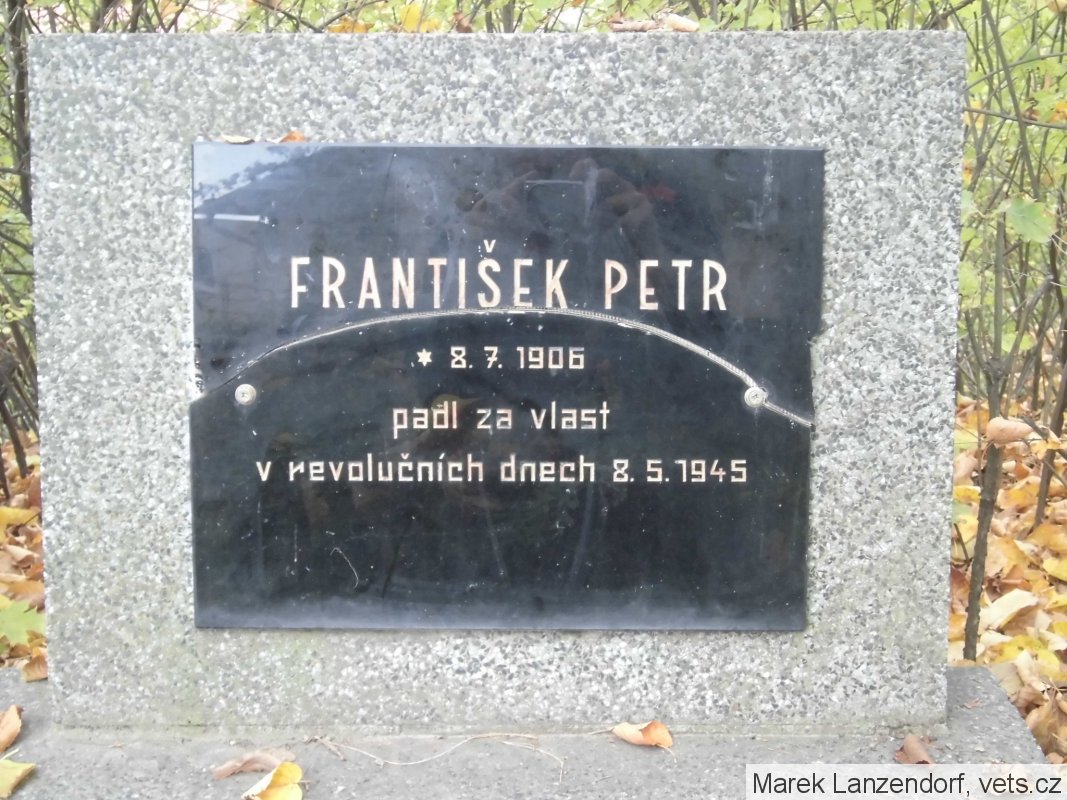 FRANTIŠEK PETR
* 8. 7. 1906
padl za vlast
v revolučních dnech 8. 5. 1945
Marek Lanzendorf, vets.cz